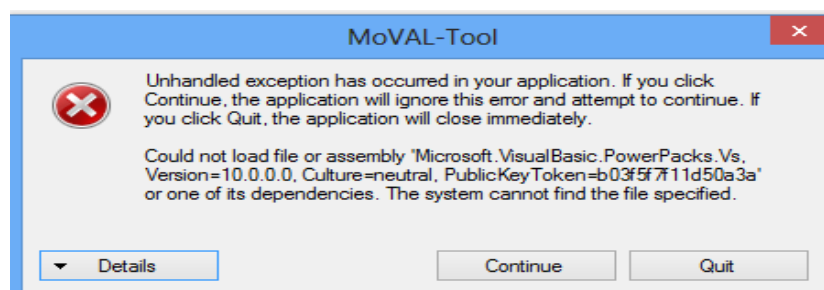 MoVAL-Tool
Unhandled exception has occurred in your application. If you click
Continue, the application will ignore this error and attempt to continue. If
you click Quit, the application will close immediately.
Could not load file or assembly 'Microsoft.VisualBasic.PowerPacks.Vs,
Version=10.0.0.0, Culture=neutral, PublicKeyToken=b03f5f7f11d50a3a'
or one of its dependencies. The system cannot find the file specified.
Details
Continue
Quit